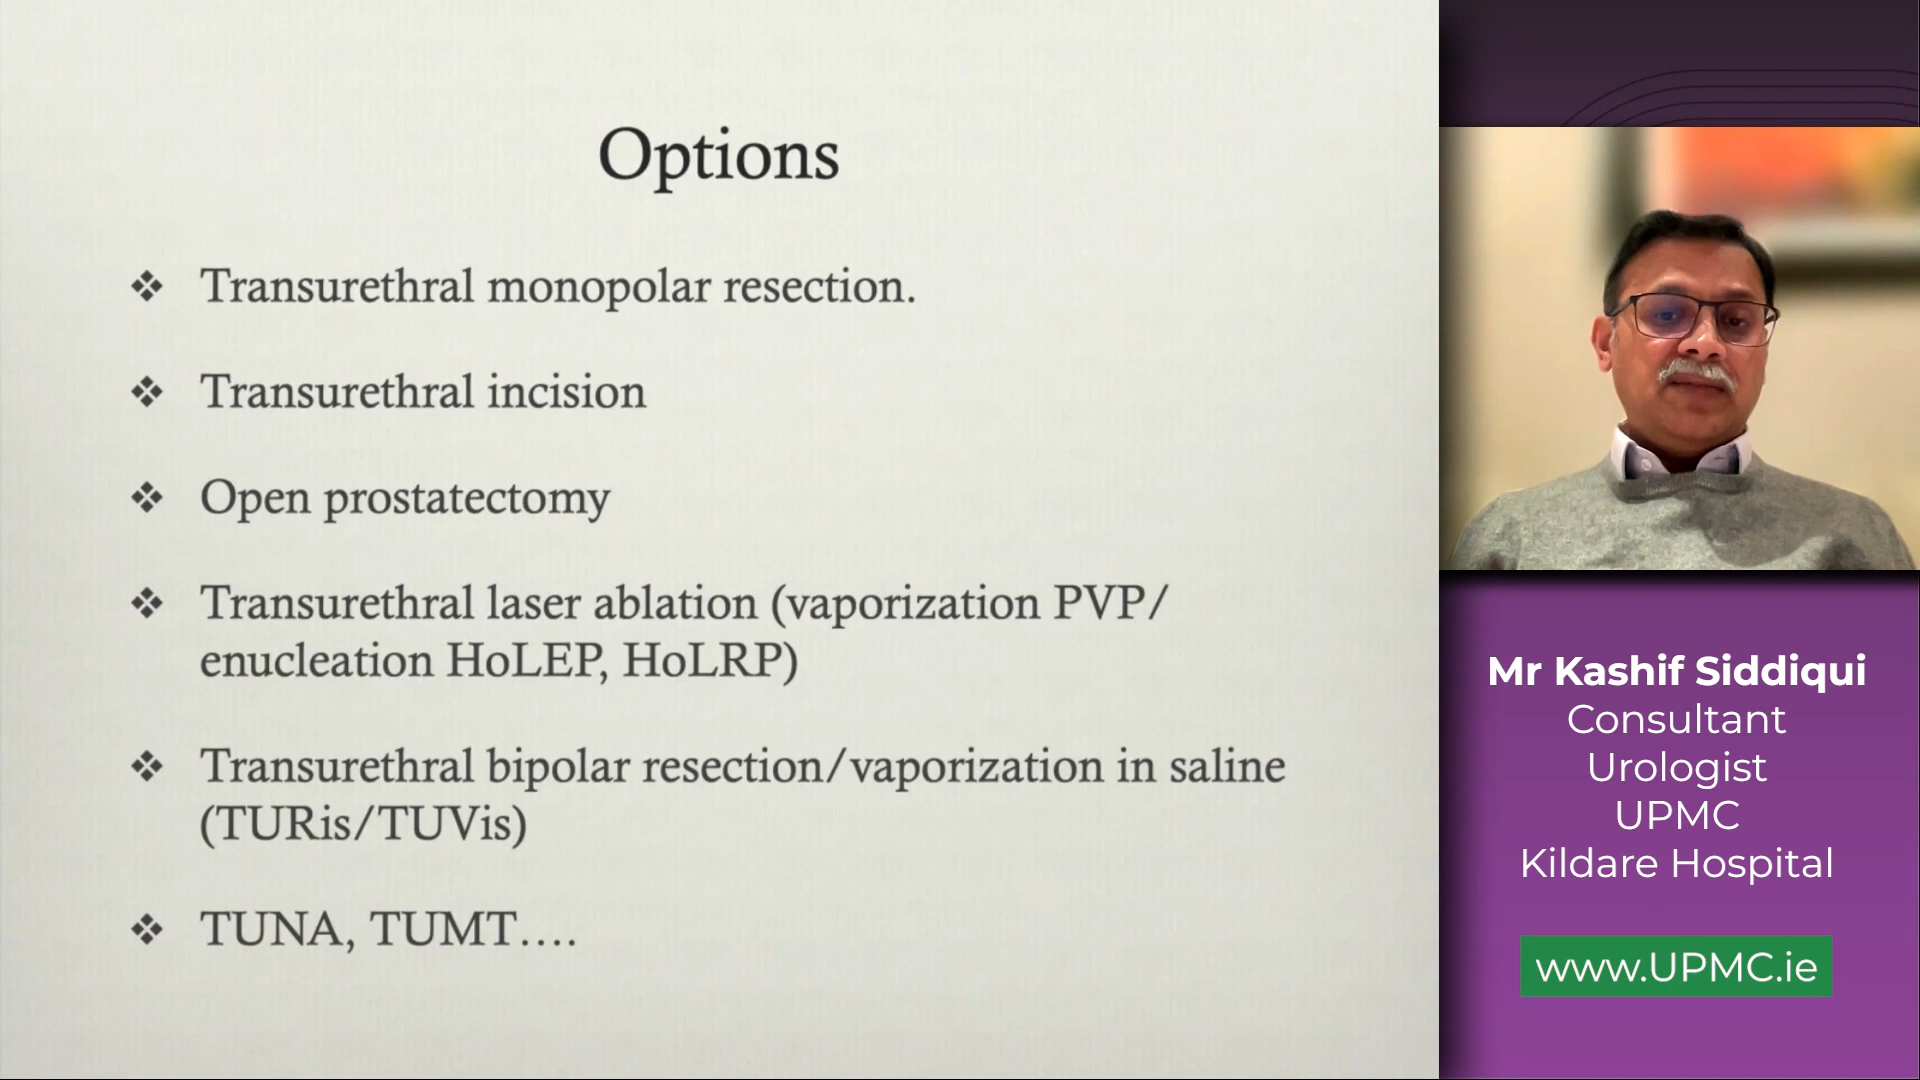 Options
❖ Transurethral monopolar resection.
❖ Transurethral incision
❖ Open prostatectomy
❖ Transurethral laser ablation (vaporization PVP/
enucleation HoLEP, HoLRP)
❖ Transurethral bipolar resection/vaporization in saline
(TURis/TUVis)
❖ TUNA, TUMT....
Mr Kashif Siddiqui
Consultant
Urologist
UPMC
Kildare Hospital
www.UPMC.ie